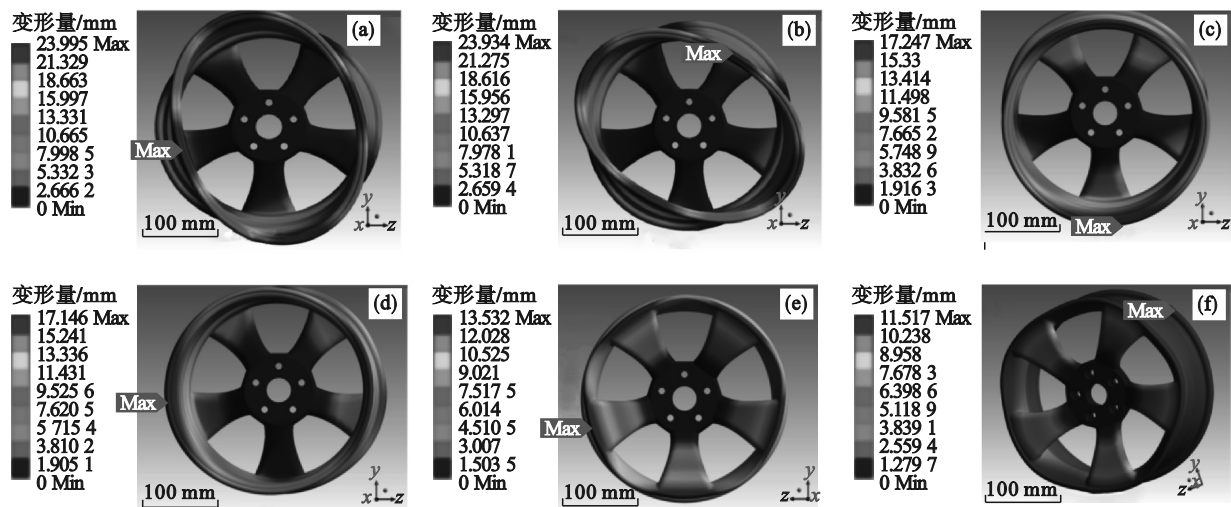 变形量/mm
23.995 Max
21.329
18.663
15.997
13.331
10.665
7.998 5
5.332 3
2.666 2
0 Min
(a)
Max
100 mm
y
x
z
变形量/mm
23.934 Max
21.275
18.616
15.956
13.297
10.637
7.978 1
5.318 7
2.659 4
0 Min
(b)
Max
100 mm
y
x
z
变形量/mm
17.247 Max
15.33
13.414
11.498
9.581 5
7.665 2
5.748 9
3.832 6
1.916 3
0 Min
(c)
Max
100 mm
y
x
z
变形量/mm
17.146 Max
15.241
13.336
11.431
9.525 6
7.620 5
5.715 4
3.810 2
1.905 1
0 Min
(d)
Max
100 mm
y
x
z
变形量/mm
13.532 Max
12.028
10.525
9.021
7.517 5
6.014
4.510 5
3.007
1.503 5
0 Min
(e)
Max
100 mm
y
z
x
变形量/mm
11.517 Max
10.238
8.958
7.678 3
6.398 6
5.118 9
3.839 1
2.559 4
1.279 7
0 Min
(f)
Max
100 mm
y
x
z